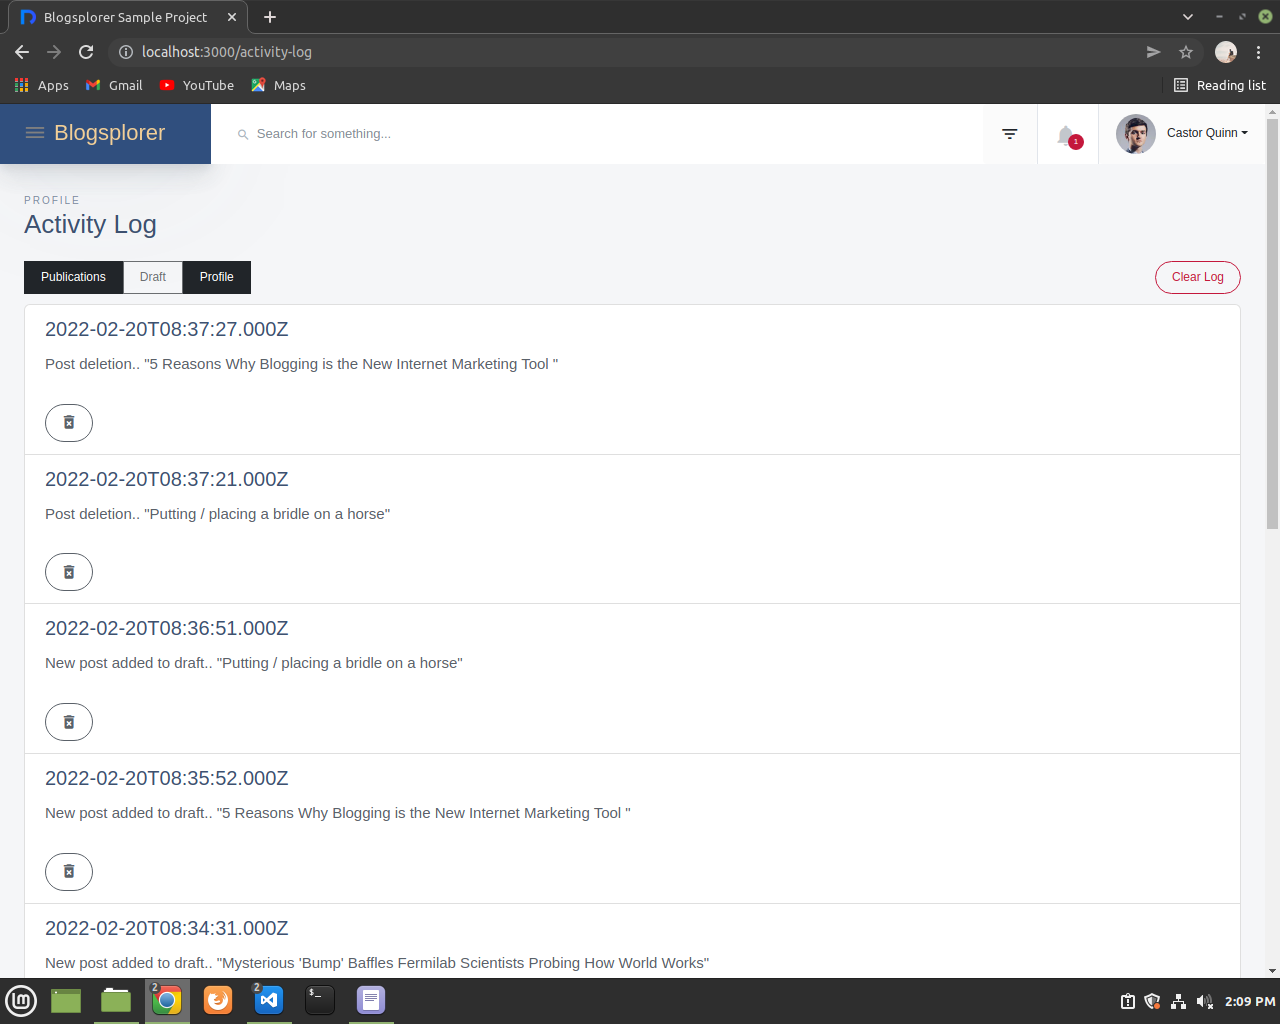 Blogsplorer Sample Project
localhost:3000/activity-log
Apps
Gmail
YouTube
Maps
Reading list
Blogsplorer
Search for something...
1
Castor Quinn
PROFILE
Activity Log
Publications
Draft
Profile
Clear Log
2022-02-20T08:37:27.000Z
Post deletion.. "5 Reasons Why Blogging is the New Internet Marketing Tool "
2022-02-20T08:37:21.000Z
Post deletion.. "Putting / placing a bridle on a horse"
2022-02-20T08:36:51.000Z
New post added to draft.. "Putting / placing a bridle on a horse"
2022-02-20T08:35:52.000Z
New post added to draft.. "5 Reasons Why Blogging is the New Internet Marketing Tool "
2022-02-20T08:34:31.000Z
New post added to draft.. "Mysterious 'Bump' Baffles Fermilab Scientists Probing How World Works"
2
2
$_
2:09 PM